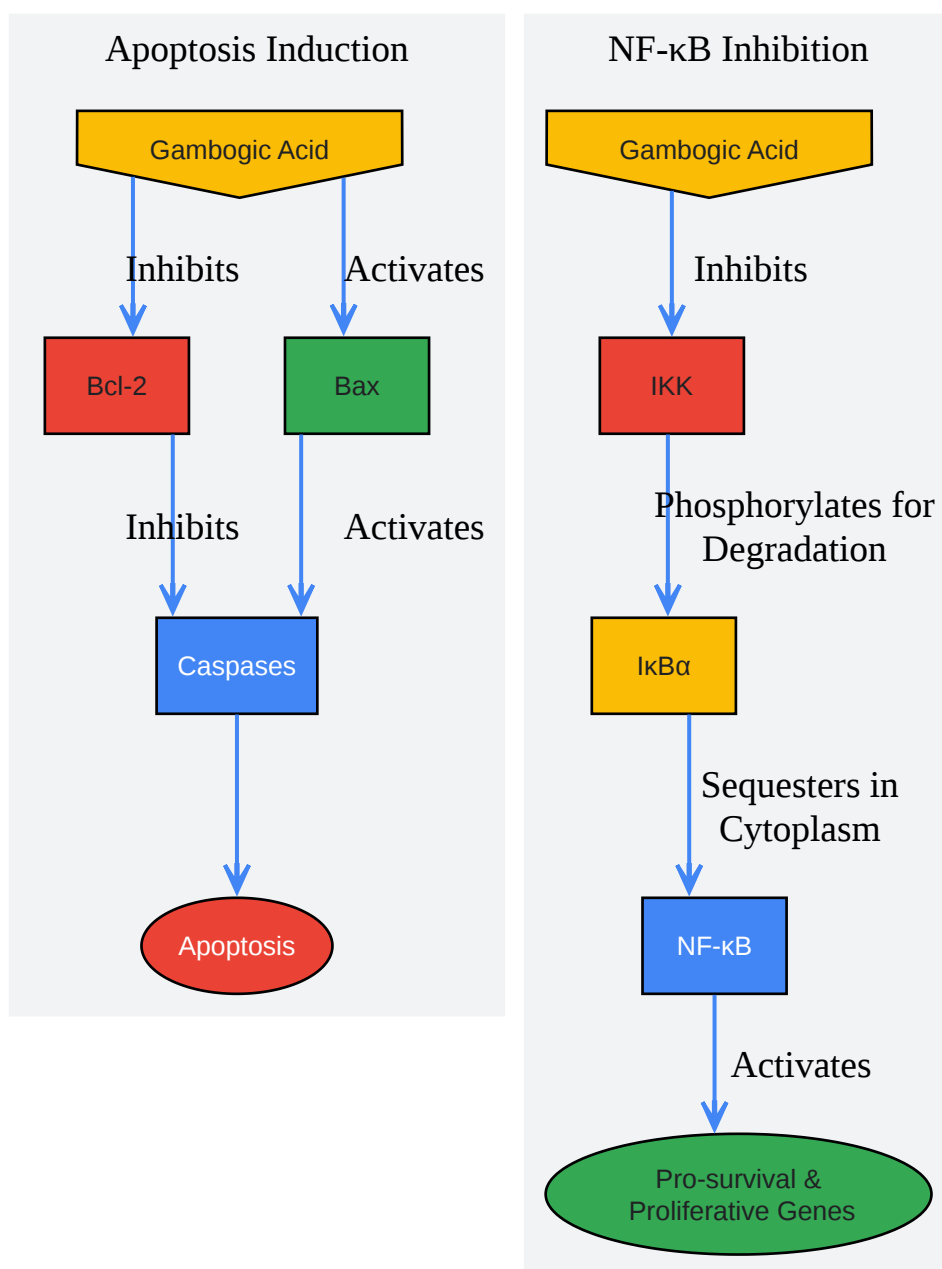 Apoptosis Induction
Gambogic Acid
Inhibits
Activates
Bcl-2
Bax
Inhibits
Activates
Caspases
Apoptosis
NF-κB Inhibition
Gambogic Acid
Inhibits
IKK
Phosphorylates for
Degradation
IκBα
Sequesters in
Cytoplasm
NF-κB
Activates
Pro-survival &
Proliferative Genes